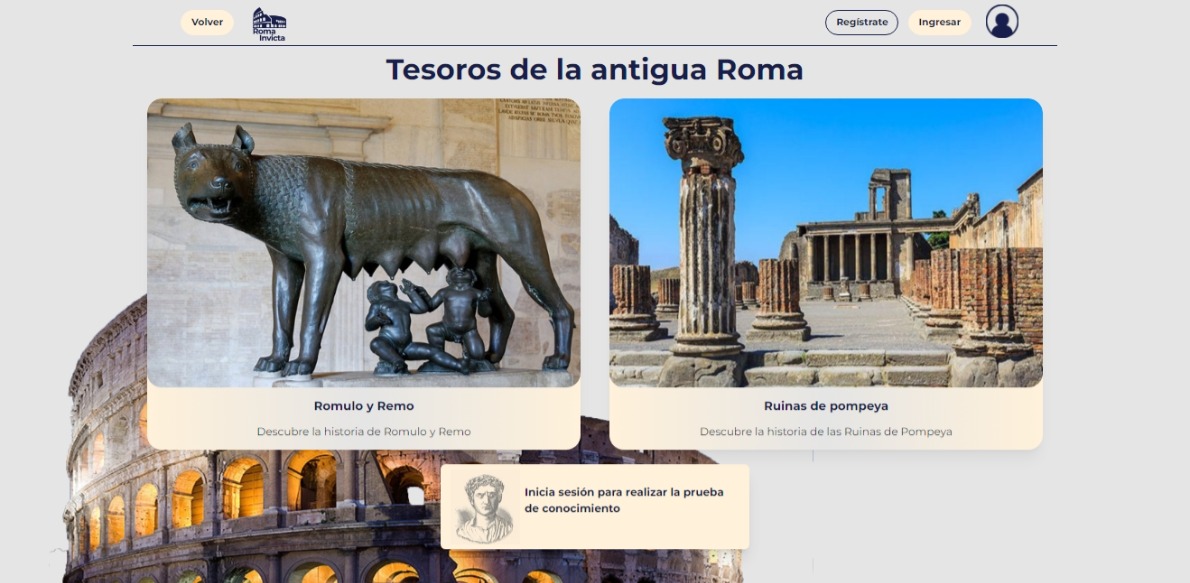 Volver
Roma
Invicta
Regístrate
Ingresar
Tesoros de la antigua Roma
Romulo y Remo
Descubre la historia de Romulo y Remo
Ruinas de pompeya
Descubre la historia de las Ruinas de Pompeya
Inicia sesión para realizar la prueba
de conocimiento